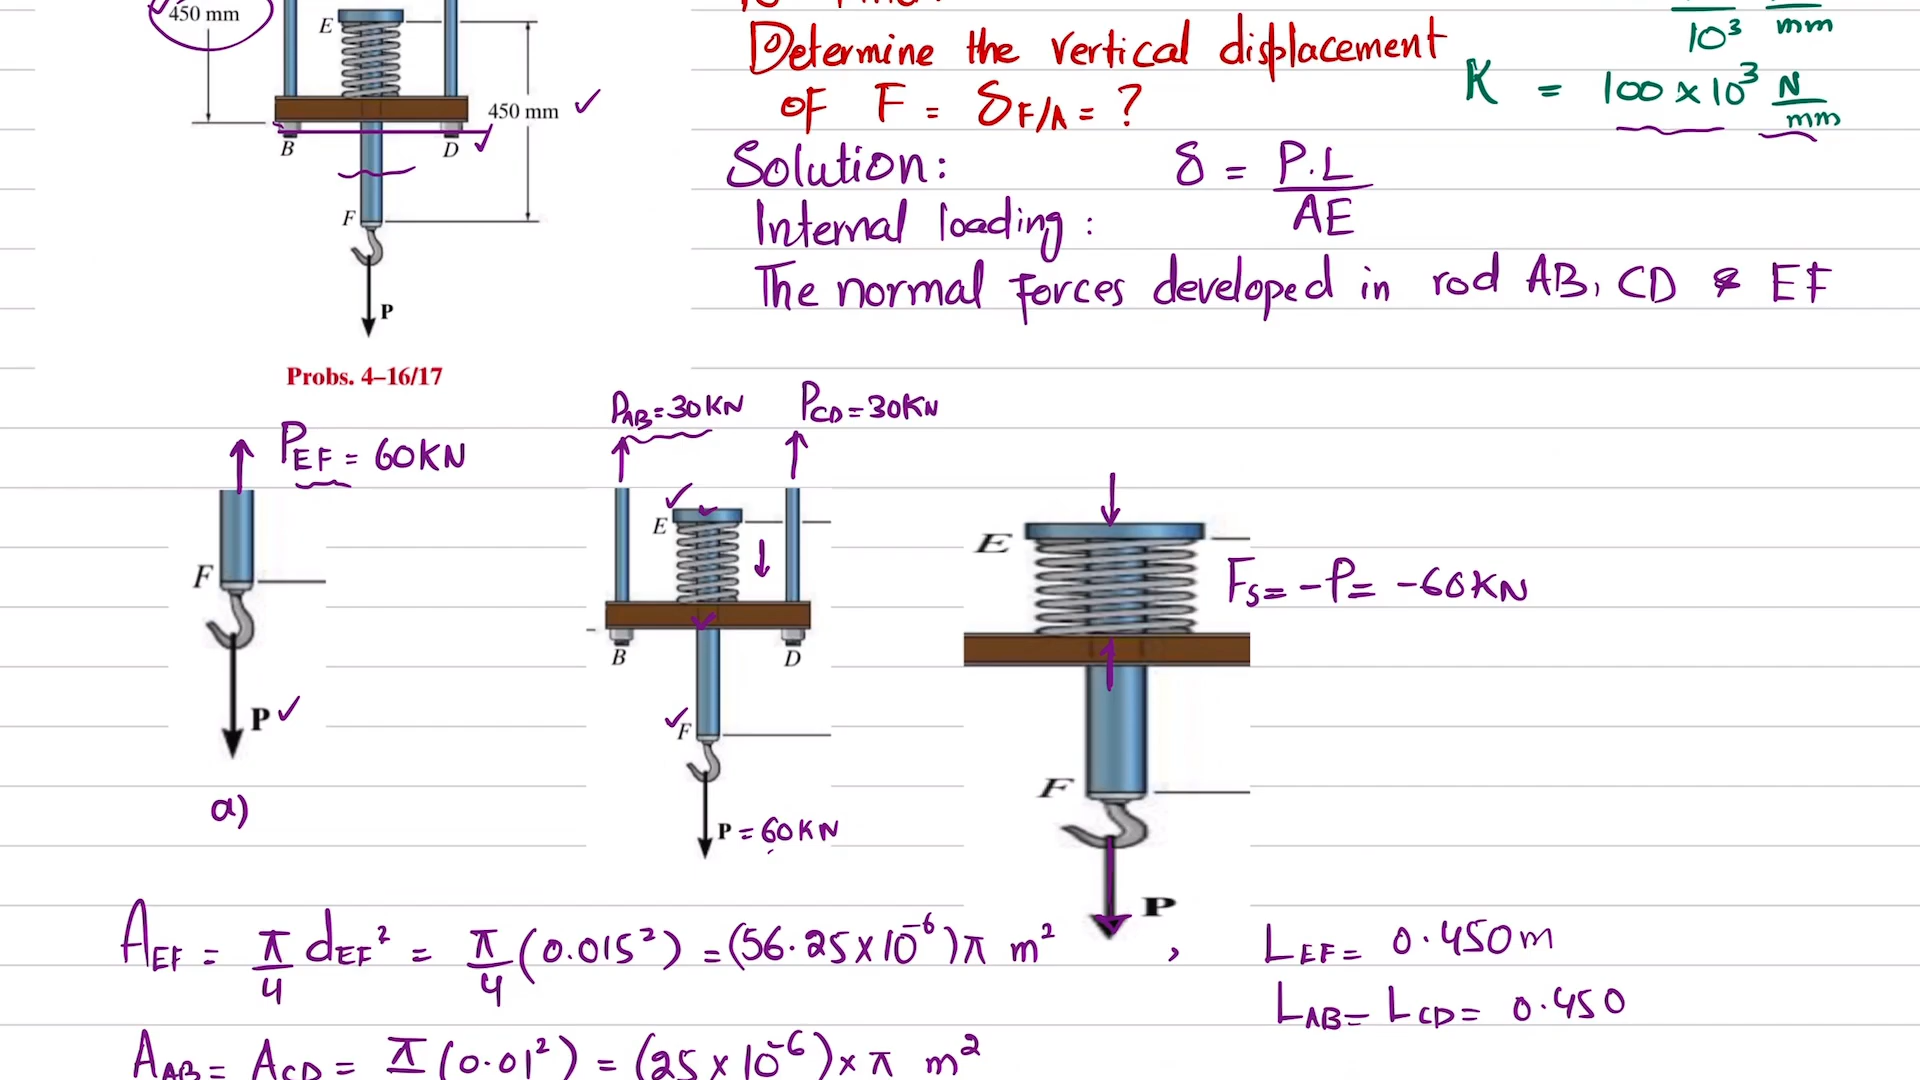 450 mm
E
450 mm ✓
B
D
F
P
Probs. 4–16/17
10³ mm
K = 100 x 10³ N/mm
Determine the vertical displacement
of F = δF/A = ?
Solution: δ = P.L/AE
Internal loading:
The normal forces developed in rod AB, CD & EF
PEF = 60KN
F
P ✓
a)
PAB = 30KN PCD = 30KN
E
B
D
F
P = 60KN
E
Fs = -P = -60KN
F
P
AEF = π/4 dEF² = π/4 (0.015²) = (56.25x10⁻⁶)π m² , LEF = 0.450m
LAB = LCD = 0.450
AAB = ACD = π (0.01²) = (25 x 10⁻⁶) x π m²